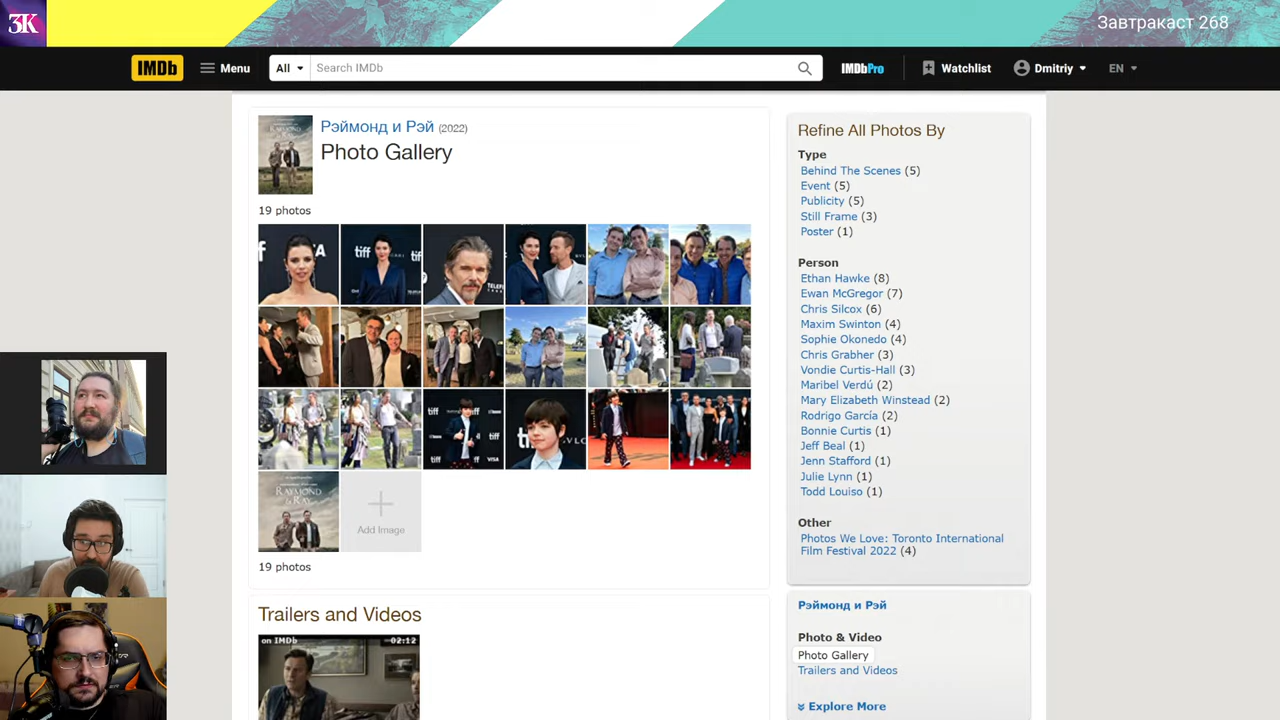 3K
Завтракаст 268
IMDb
Menu
All
Search IMDb
IMDbPro
Watchlist
Dmitriy
EN
Рэймонд и Рэй (2022)
Photo Gallery
19 photos
tiff
tiff
tiff
VISA
RAYMOND
& RAY
Add Image
19 photos
Trailers and Videos
on IMDb
02:12
Refine All Photos By
Type
Behind The Scenes (5)
Event (5)
Publicity (5)
Still Frame (3)
Poster (1)
Person
Ethan Hawke (8)
Ewan McGregor (7)
Chris Silcox (6)
Maxim Swinton (4)
Sophie Okonedo (4)
Chris Grabher (3)
Vondie Curtis-Hall (3)
Maribel Verdú (2)
Mary Elizabeth Winstead (2)
Rodrigo García (2)
Bonnie Curtis (1)
Jeff Beal (1)
Jenn Stafford (1)
Julie Lynn (1)
Todd Louiso (1)
Other
Photos We Love: Toronto International
Film Festival 2022 (4)
Рэймонд и Рэй
Photo & Video
Photo Gallery
Trailers and Videos
Explore More